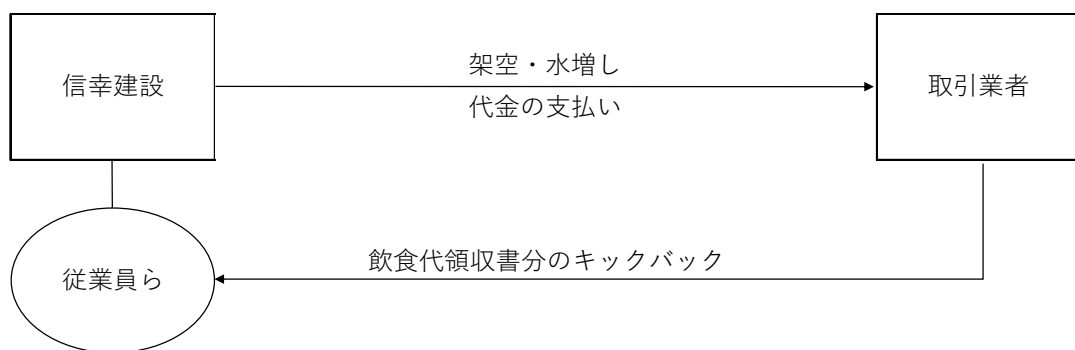 信幸建設
架空・水増し
代金の支払い
取引業者
従業員ら
飲食代領収書分のキックバック